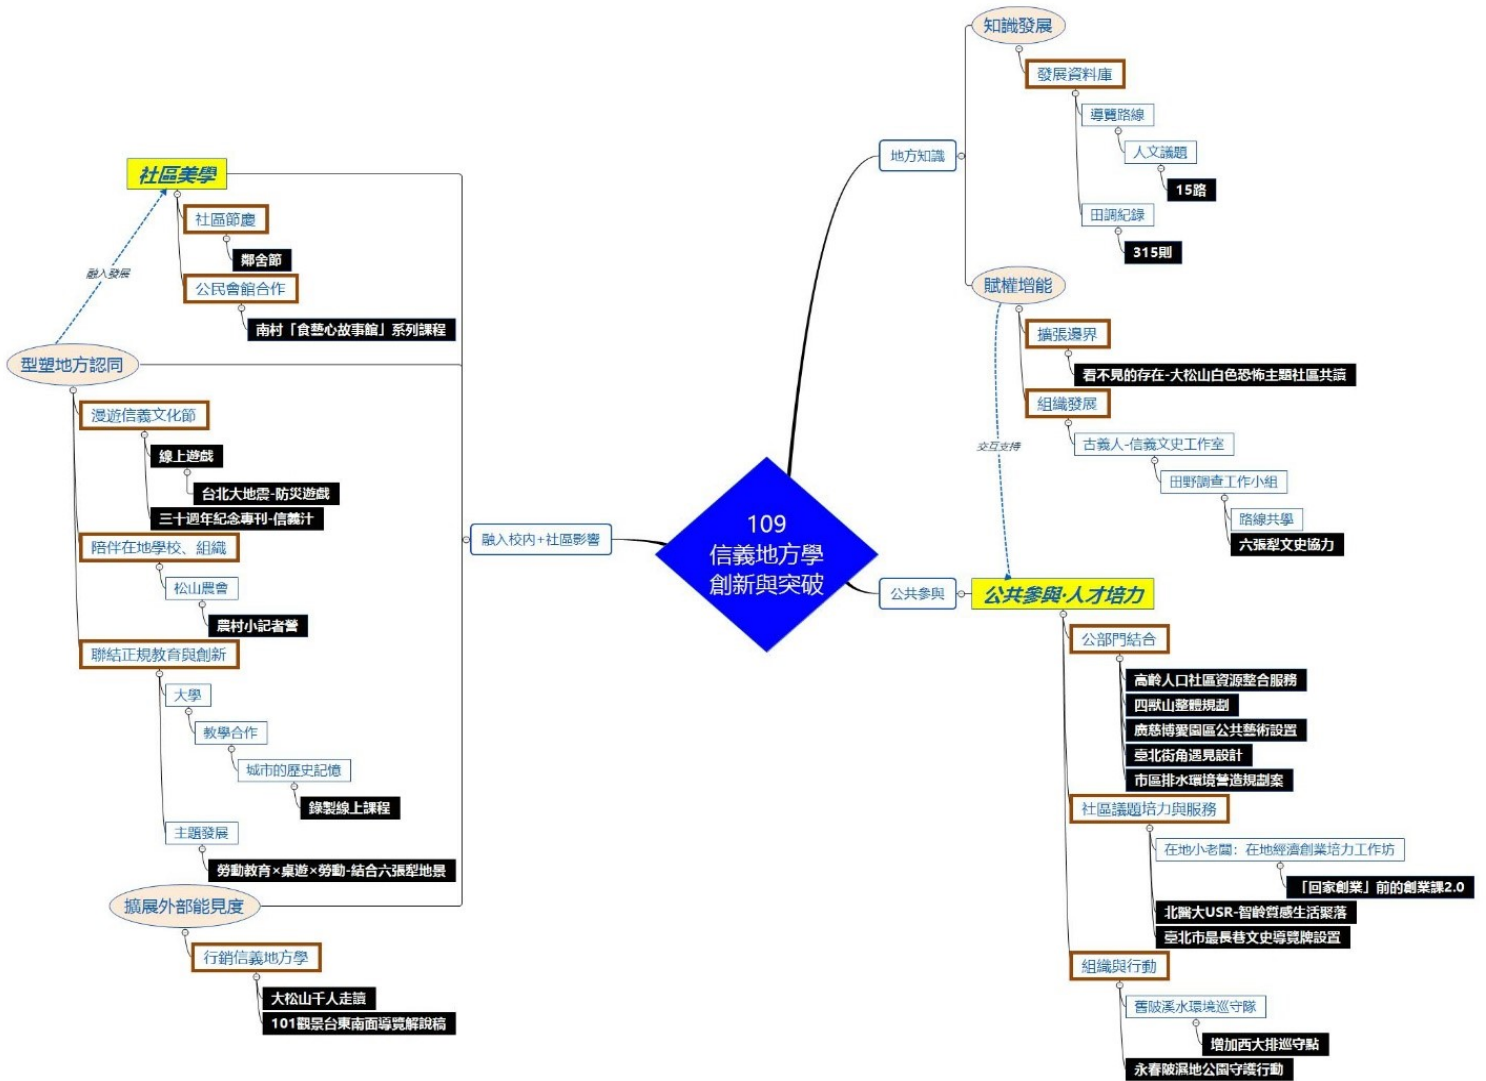 109
信義地方學
創新與突破
地方知識
知識發展
發展資料庫
導覽路線
人文議題
15路
田調紀錄
315則
賦權增能
擴張邊界
看不見的存在-大松山白色恐怖主題社區共讀
組織發展
古義人-信義文史工作室
田野調查工作小組
路線共學
六張犁文史協力
交互支持
公共參與
公共參與‧人才培力
公部門結合
高齡人口社區資源整合服務
四獸山整體規劃
廣慈博愛園區公共藝術設置
臺北街角遇見設計
市區排水環境營造規劃案
社區議題培力與服務
在地小老闆：在地經濟創業培力工作坊
「回家創業」前的創業課2.0
北醫大USR-智齡質感生活聚落
臺北市最長巷文史導覽牌設置
組織與行動
舊陂溪水環境巡守隊
增加西大排巡守點
永春陂濕地公園守護行動
融入校內+社區影響
社區美學
社區節慶
鄰舍節
公民會館合作
南村「食藝心故事館」系列課程
融入發展
型塑地方認同
漫遊信義文化節
線上遊戲
台北大地震-防災遊戲
三十週年紀念專刊-信義汁
陪伴在地學校、組織
松山農會
農村小記者營
聯結正規教育與創新
大學
教學合作
城市的歷史記憶
錄製線上課程
主題發展
勞動教育×桌遊×勞動-結合六張犁地景
擴展外部能見度
行銷信義地方學
大松山千人走讀
101觀景台東南面導覽解說稿